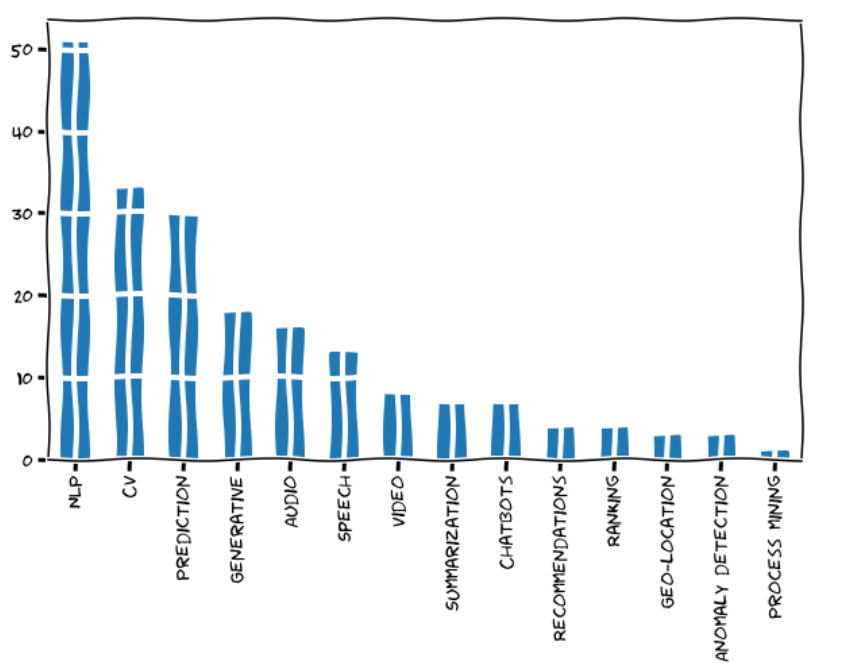 50
40
30
20
10
0
NLP
CV
PREDICTION
GENERATIVE
AUDIO
SPEECH
VIDEO
SUMMARIZATION
CHATBOTS
RECOMMENDATIONS
RANKING
GEO-LOCATION
ANOMALY DETECTION
PROCESS MINING